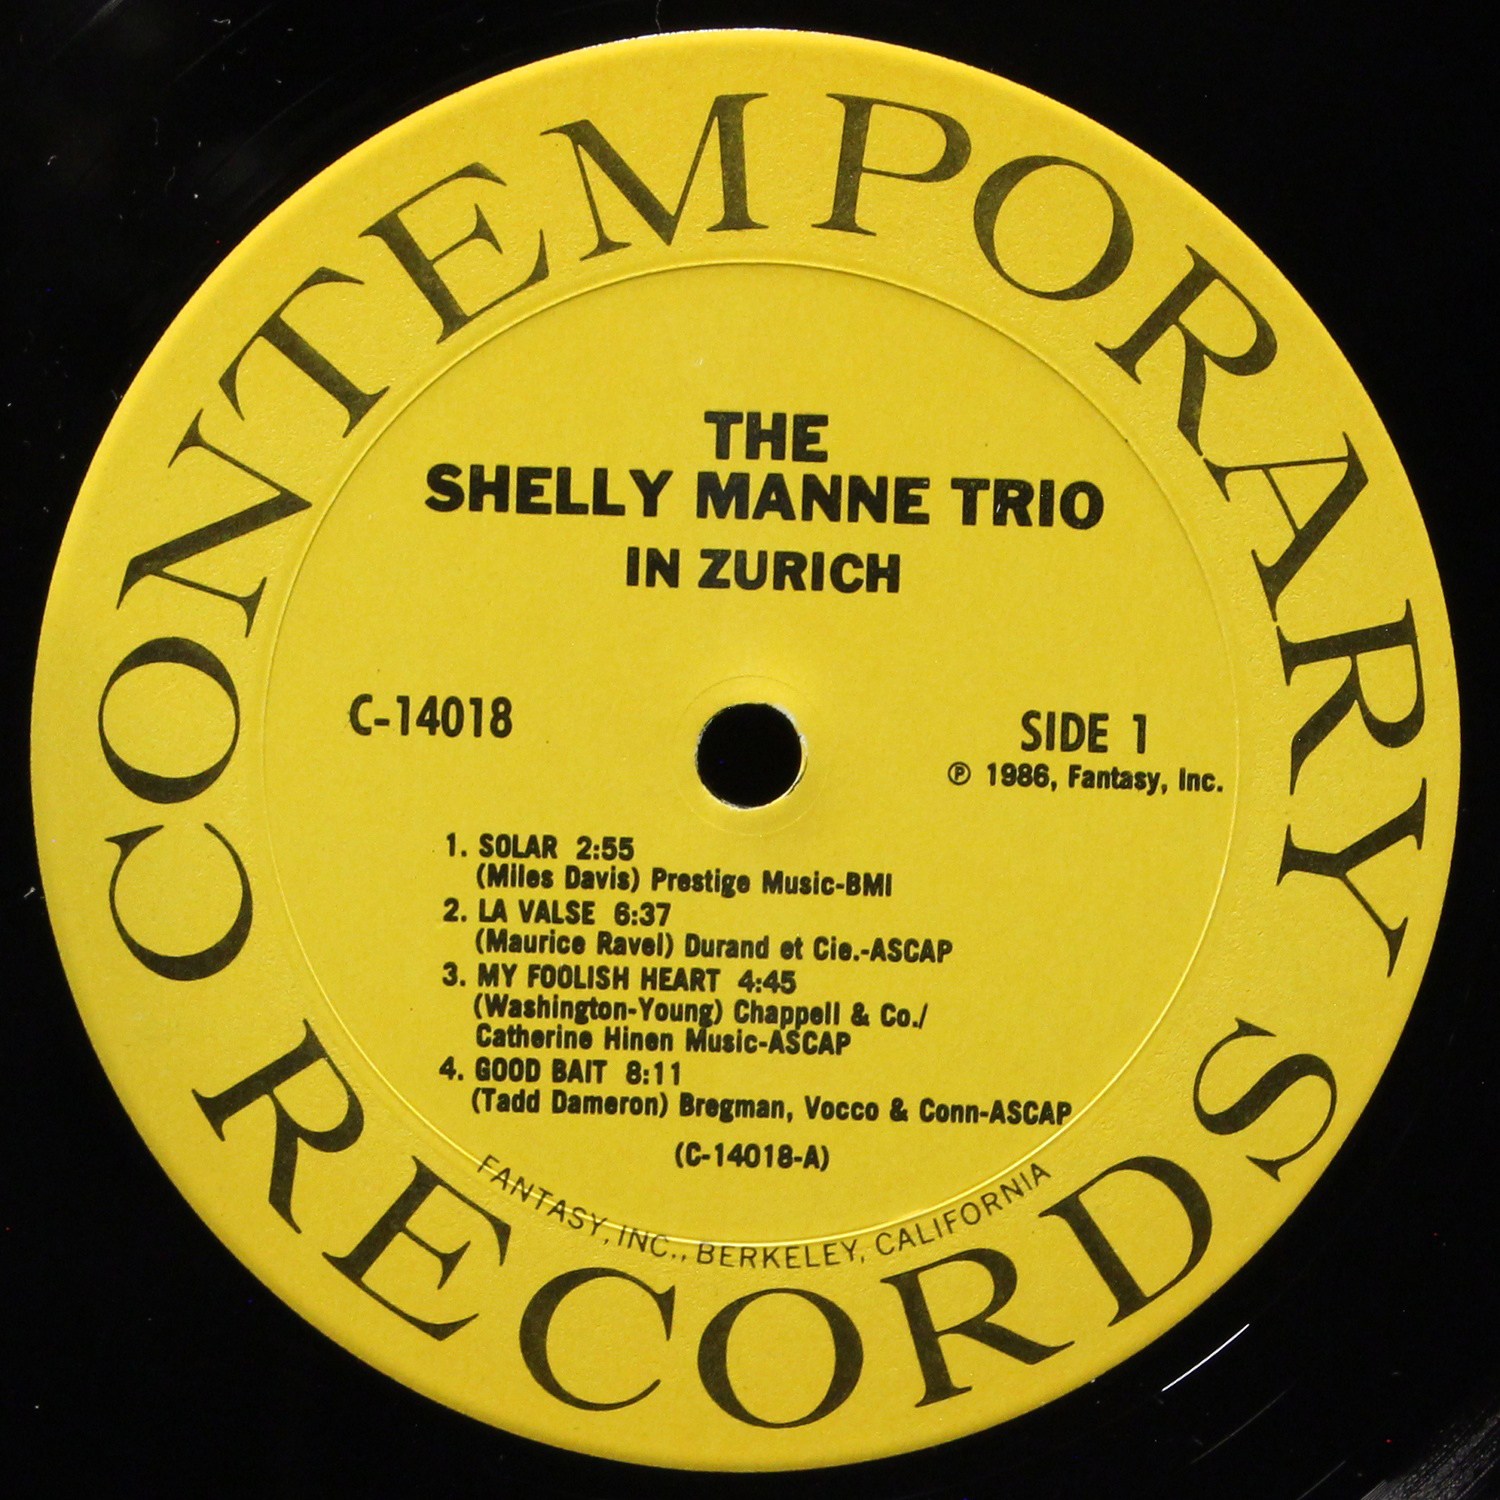 CONTEMPORARY RECORDS
THE
SHELLY MANNE TRIO
IN ZURICH
C-14018
SIDE 1
℗ 1986, Fantasy, Inc.
1. SOLAR 2:55
(Miles Davis) Prestige Music-BMI
2. LA VALSE 6:37
(Maurice Ravel) Durand et Cie.-ASCAP
3. MY FOOLISH HEART 4:45
(Washington-Young) Chappell & Co./
Catherine Hinen Music-ASCAP
4. GOOD BAIT 8:11
(Tadd Dameron) Bregman, Vocco & Conn-ASCAP
(C-14018-A)
FANTASY, INC., BERKELEY, CALIFORNIA